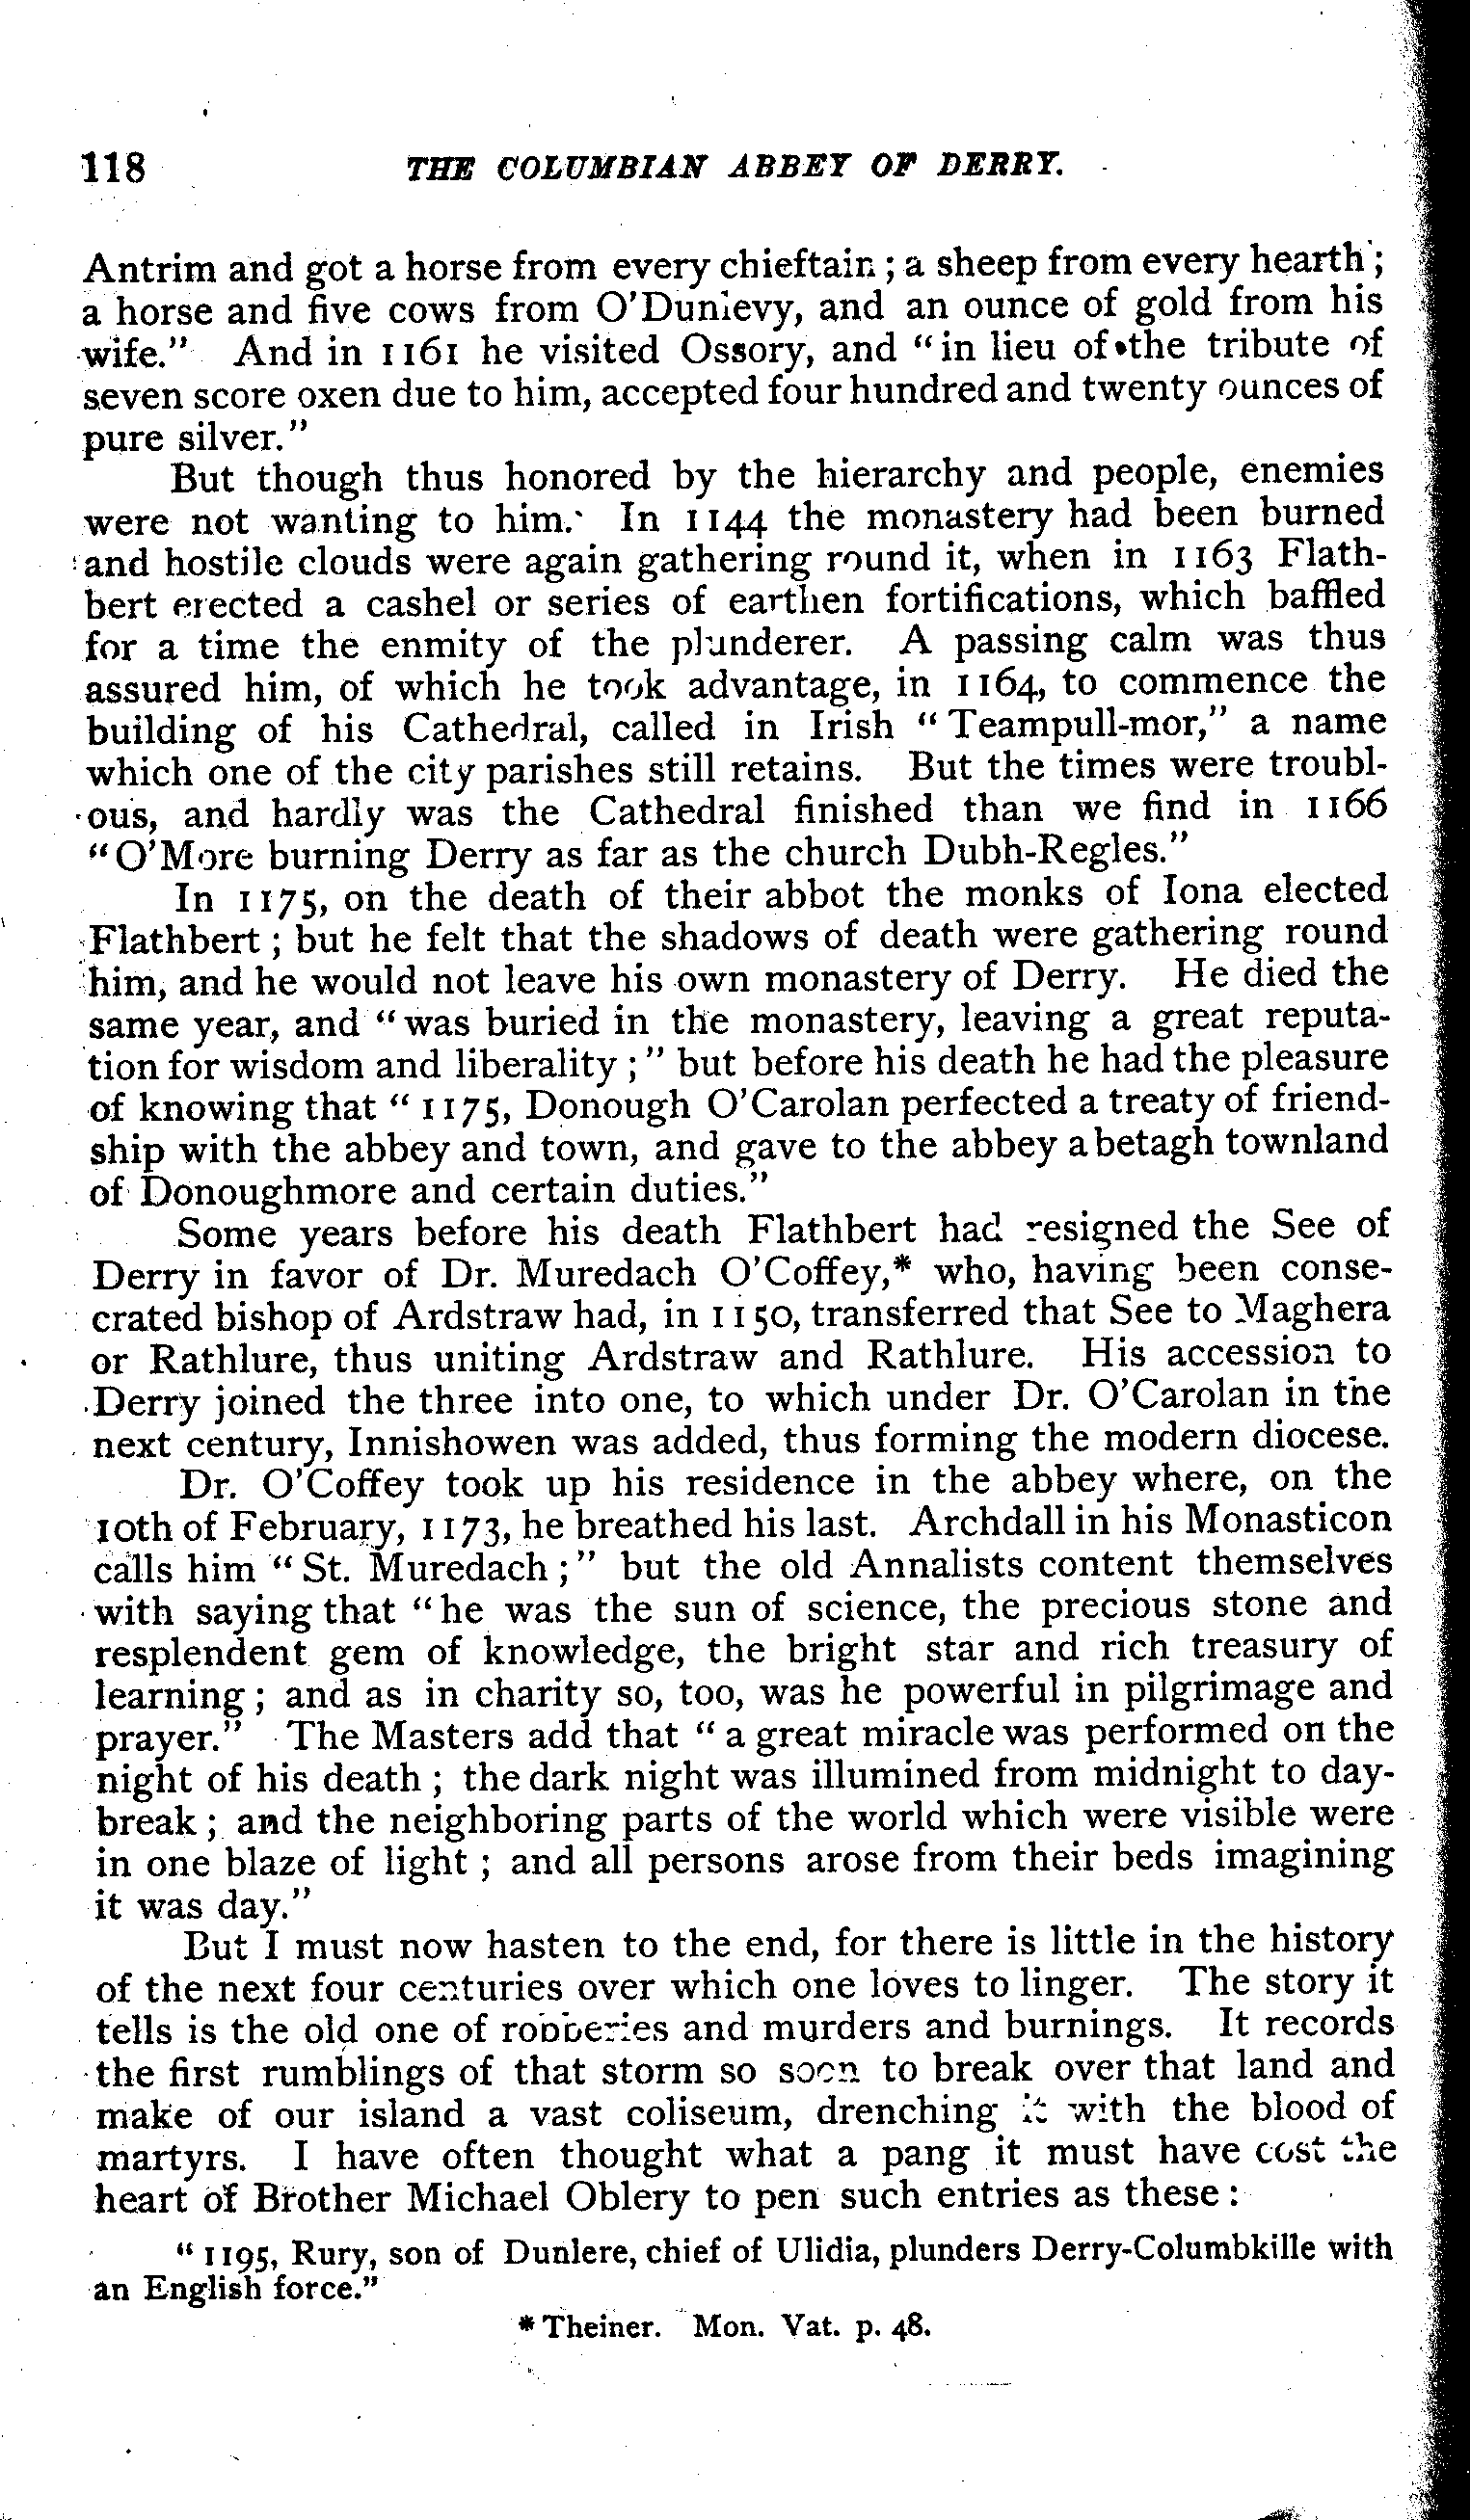 118 THE COLUMBIAN ABBEY OF DERRY.
Antrim and got a horse from every chieftain ; a sheep from every hearth ;
a horse and five cows from O'Dunlevy, and an ounce of gold from his
wife." And in 1161 he visited Ossory, and "in lieu of the tribute of
seven score oxen due to him, accepted four hundred and twenty ounces of
pure silver."
But though thus honored by the hierarchy and people, enemies
were not wanting to him. In 1144 the monastery had been burned
and hostile clouds were again gathering round it, when in 1163 Flath-
bert erected a cashel or series of earthen fortifications, which baffled
for a time the enmity of the plunderer. A passing calm was thus
assured him, of which he took advantage, in 1164, to commence the
building of his Cathedral, called in Irish "Teampull-mor," a name
which one of the city parishes still retains. But the times were troubl-
ous, and hardly was the Cathedral finished than we find in 1166
"O'More burning Derry as far as the church Dubh-Regles."
In 1175, on the death of their abbot the monks of Iona elected
Flathbert ; but he felt that the shadows of death were gathering round
him, and he would not leave his own monastery of Derry. He died the
same year, and "was buried in the monastery, leaving a great reputa-
tion for wisdom and liberality ;" but before his death he had the pleasure
of knowing that "1175, Donough O'Carolan perfected a treaty of friend-
ship with the abbey and town, and gave to the abbey a betagh townland
of Donoughmore and certain duties."
Some years before his death Flathbert had resigned the See of
Derry in favor of Dr. Muredach O'Coffey,* who, having been conse-
crated bishop of Ardstraw had, in 1150, transferred that See to Maghera
or Rathlure, thus uniting Ardstraw and Rathlure. His accession to
Derry joined the three into one, to which under Dr. O'Carolan in the
next century, Innishowen was added, thus forming the modern diocese.
Dr. O'Coffey took up his residence in the abbey where, on the
10th of February, 1173, he breathed his last. Archdall in his Monasticon
calls him "St. Muredach ;" but the old Annalists content themselves
with saying that "he was the sun of science, the precious stone and
resplendent gem of knowledge, the bright star and rich treasury of
learning ; and as in charity so, too, was he powerful in pilgrimage and
prayer." The Masters add that "a great miracle was performed on the
night of his death ; the dark night was illumined from midnight to day-
break ; and the neighboring parts of the world which were visible were
in one blaze of light ; and all persons arose from their beds imagining
it was day."
But I must now hasten to the end, for there is little in the history
of the next four centuries over which one loves to linger. The story it
tells is the old one of robberies and murders and burnings. It records
the first rumblings of that storm so soon to break over that land and
make of our island a vast coliseum, drenching it with the blood of
martyrs. I have often thought what a pang it must have cost the
heart of Brother Michael Oblery to pen such entries as these :
"1195, Rury, son of Dunlere, chief of Ulidia, plunders Derry-Columbkille with
an English force."
* Theiner. Mon. Vat. p. 48.